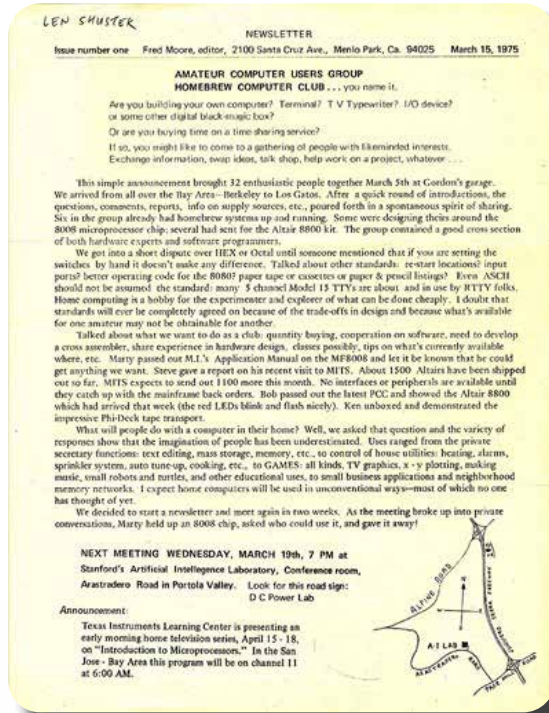 LEN SHUSTER
NEWSLETTER
Issue number one Fred Moore, editor, 2100 Santa Cruz Ave., Menlo Park, Ca. 94025 March 15, 1975
AMATEUR COMPUTER USERS GROUP
HOMEBREW COMPUTER CLUB . . . you name it.
Are you building your own computer? Terminal? T V Typewriter? I/O device?
or some other digital black-magic box?
Or are you buying time on a time-sharing service?
If so, you might like to come to a gathering of people with likeminded interests.
Exchange information, swap ideas, talk shop, help work on a project, whatever . . .
This simple announcement brought 32 enthusiastic people together March 5th at Gordon's garage.
We arrived from all over the Bay Area—Berkeley to Los Gatos. After a quick round of introductions, the
questions, comments, reports, info on supply sources, etc., poured forth in a spontaneous spirit of sharing.
Six in the group already had homebrew systems up and running. Some were designing theirs around the
8008 microprocessor chip; several had sent for the Altair 8800 kit. The group contained a good cross section
of both hardware experts and software programmers.
We got into a short dispute over HEX or Octal until someone mentioned that if you are setting the
switches by hand it doesn't make any difference. Talked about other standards: re-start locations? input
ports? better operating code for the 8080? paper tape or cassettes or paper & pencil listings? Even ASCII
should not be assumed the standard: many 5 channel Model 15 TTYs are about and in use by RTTY folks.
Home computing is a hobby for the experimenter and explorer of what can be done cheaply. I doubt that
standards will ever be completely agreed on because of the trade-offs in design and because what's available
for one amateur may not be obtainable for another.
Talked about what we want to do as a club: quantity buying, cooperation on software, need to develop
a cross assembler, share experience in hardware design, classes possibly, tips on what's currently available
where, etc. Marty passed out M.I.'s Application Manual on the MF8008 and let it be known that he could
get anything we want. Steve gave a report on his recent visit to MITS. About 1500 Altairs have been shipped
out so far. MITS expects to send out 1100 more this month. No interfaces or peripherals are available until
they catch up with the mainframe back orders. Bob passed out the latest PCC and showed the Altair 8800
which had arrived that week (the red LEDs blink and flash nicely). Ken unboxed and demonstrated the
impressive Phi-Deck tape transport.
What will people do with a computer in their home? Well, we asked that question and the variety of
responses show that the imagination of people has been underestimated. Uses ranged from the private
secretary functions: text editing, mass storage, memory, etc., to control of house utilities: heating, alarms,
sprinkler system, auto tune-up, cooking, etc., to GAMES: all kinds, TV graphics, x - y plotting, making
music, small robots and turtles, and other educational uses, to small business applications and neighborhood
memory networks. I expect home computers will be used in unconventional ways—most of which no one
has thought of yet.
We decided to start a newsletter and meet again in two weeks. As the meeting broke up into private
conversations, Marty held up an 8008 chip, asked who could use it, and gave it away!
NEXT MEETING WEDNESDAY, MARCH 19th, 7 PM at
Stanford's Artificial Intellegence Laboratory, Conference room,
Arastradero Road in Portola Valley. Look for this road sign:
D C Power Lab
Announcement:
Texas Instruments Learning Center is presenting an
early morning home television series, April 15 - 18,
on "Introduction to Microprocessors." In the San
Jose - Bay Area this program will be on channel 11
at 6:00 AM.
ALPINE ROAD
280
A·I LAB
ROAD
PAGE MILL ROAD